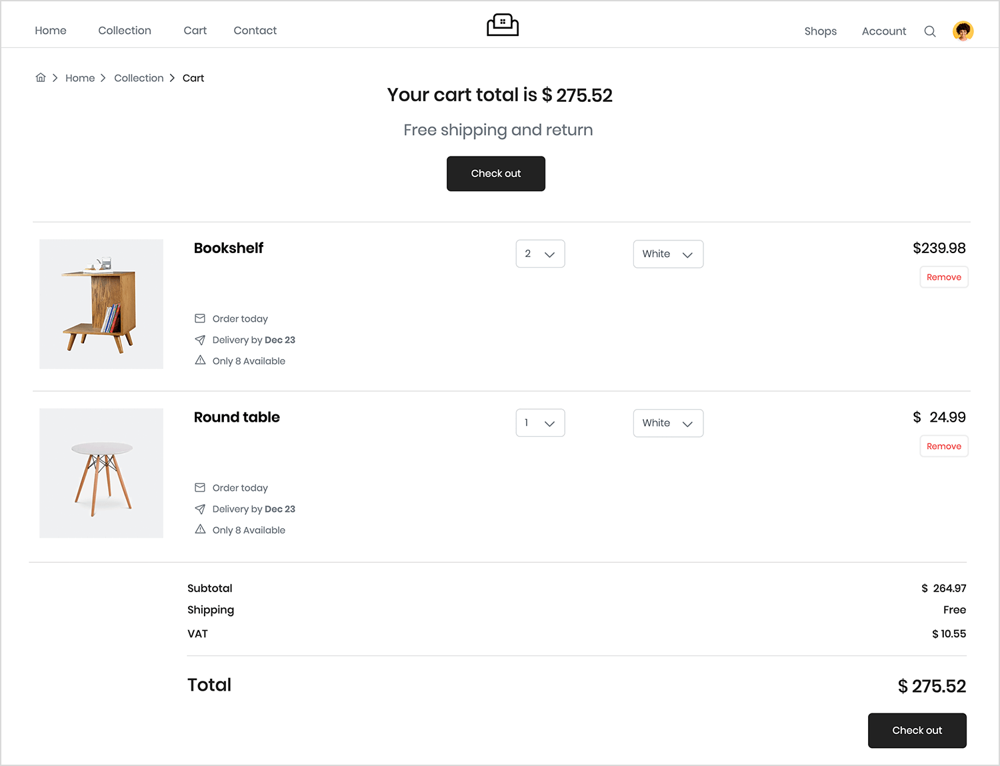 Home Collection Cart Contact Shops Account
Home Collection Cart
Your cart total is $ 275.52
Free shipping and return
Check out
Bookshelf 2 White $239.98
Remove
Order today
Delivery by Dec 23
Only 8 Available
Round table 1 White $ 24.99
Remove
Order today
Delivery by Dec 23
Only 8 Available
Subtotal $ 264.97
Shipping Free
VAT $ 10.55
Total $ 275.52
Check out